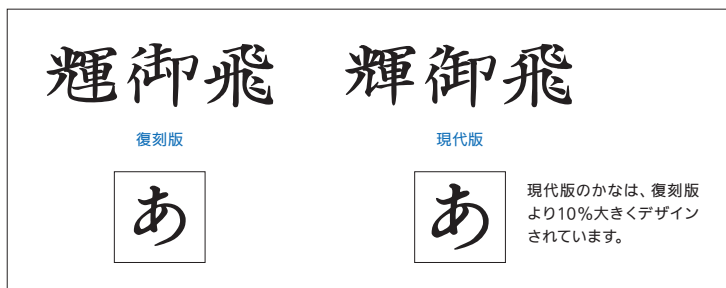 輝御飛
輝御飛
復刻版
現代版
あ
あ
現代版のかなは、復刻版
より10%大きくデザイン
されています。